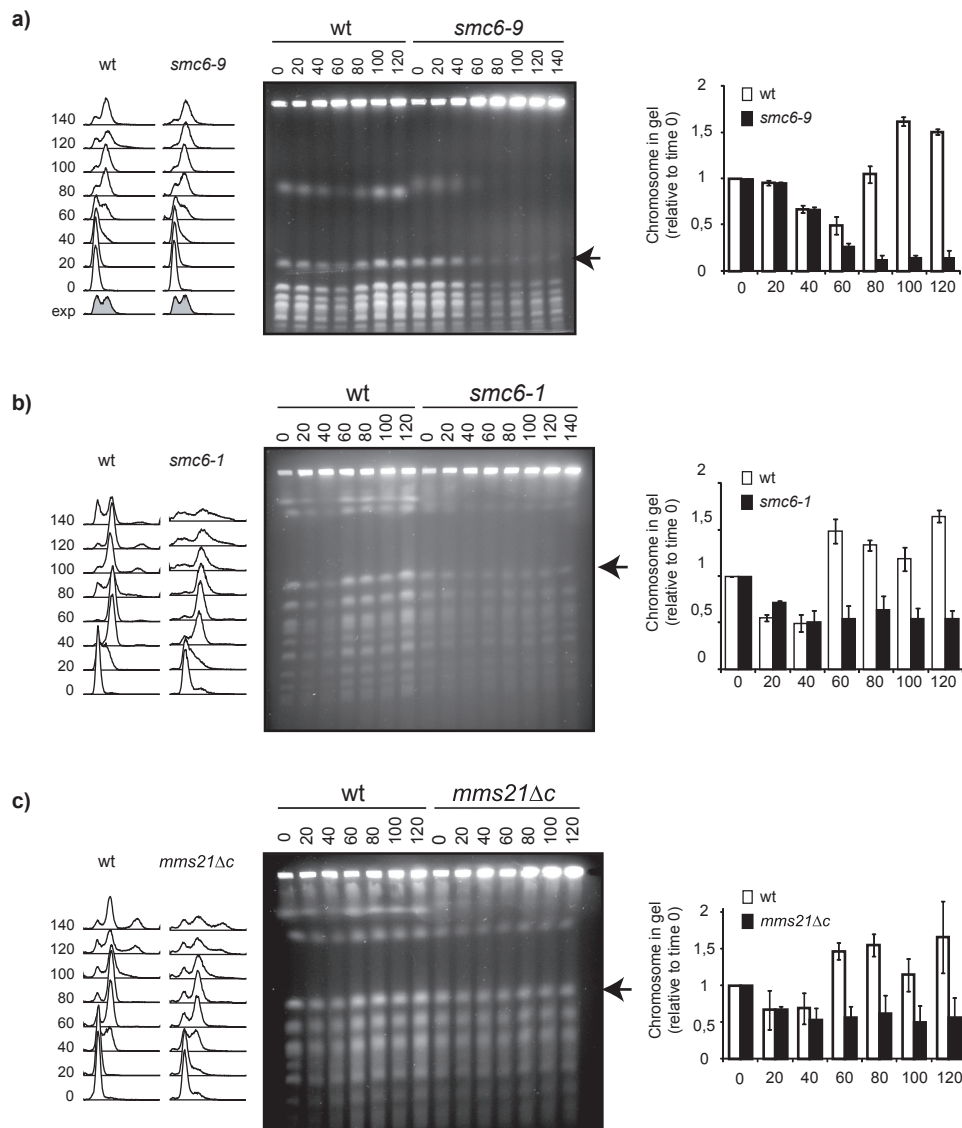 a)
wt smc6-9
wt smc6-9
0 20 40 60 80 100 120 0 20 40 60 80 100 120 140
140
120
100
80
60
40
20
0
exp
Chromosome in gel
(relative to time 0)
wt
smc6-9
2
1,5
1
0,5
0
0 20 40 60 80 100 120
b)
wt smc6-1
wt smc6-1
0 20 40 60 80 100 120 0 20 40 60 80 100 120 140
140
120
100
80
60
40
20
0
Chromosome in gel
(relative to time 0)
wt
smc6-1
2
1,5
1
0,5
0
0 20 40 60 80 100 120
c)
wt mms21Δc
wt mms21Δc
0 20 40 60 80 100 120 0 20 40 60 80 100 120
140
120
100
80
60
40
20
0
Chromosome in gel
(relative to time 0)
wt
mms21Δc
2
1,5
1
0,5
0
0 20 40 60 80 100 120